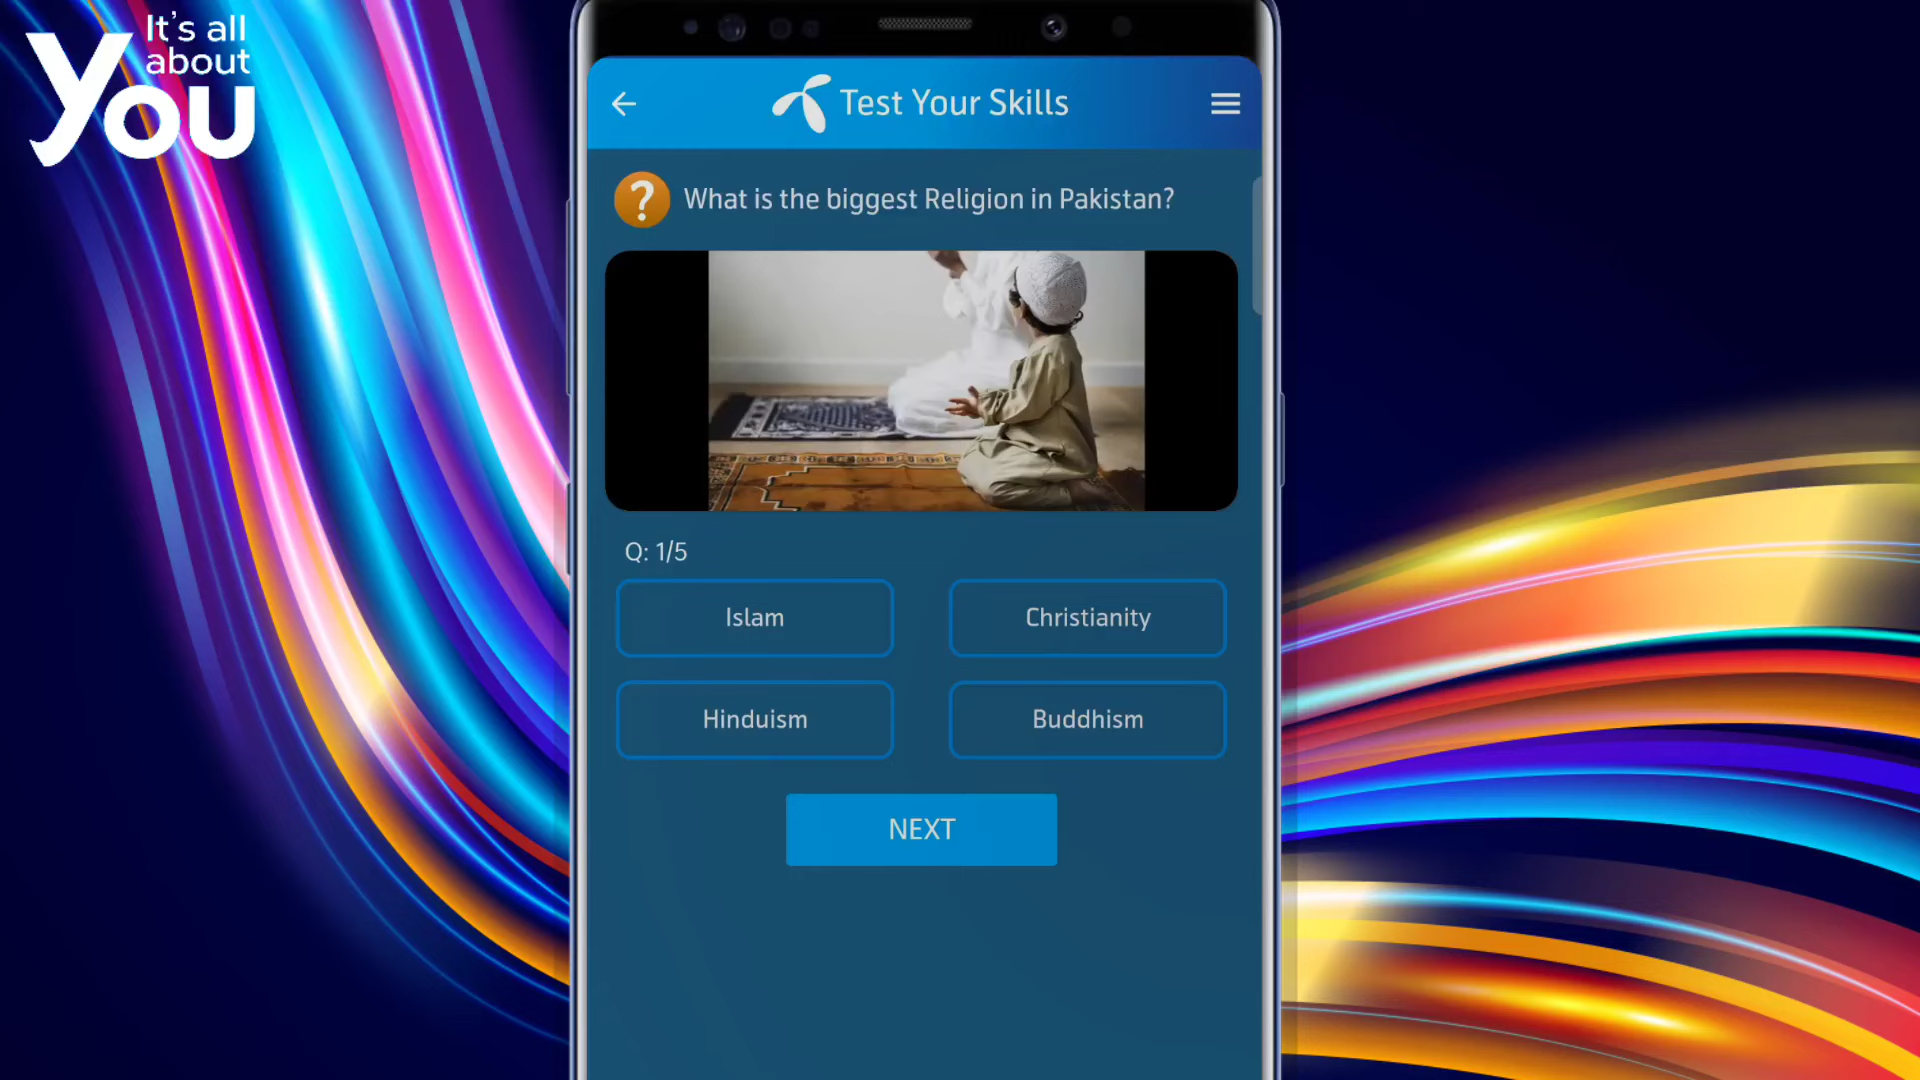 It's all
about
You
Test Your Skills
What is the biggest Religion in Pakistan?
Q: 1/5
Islam
Christianity
Hinduism
Buddhism
NEXT